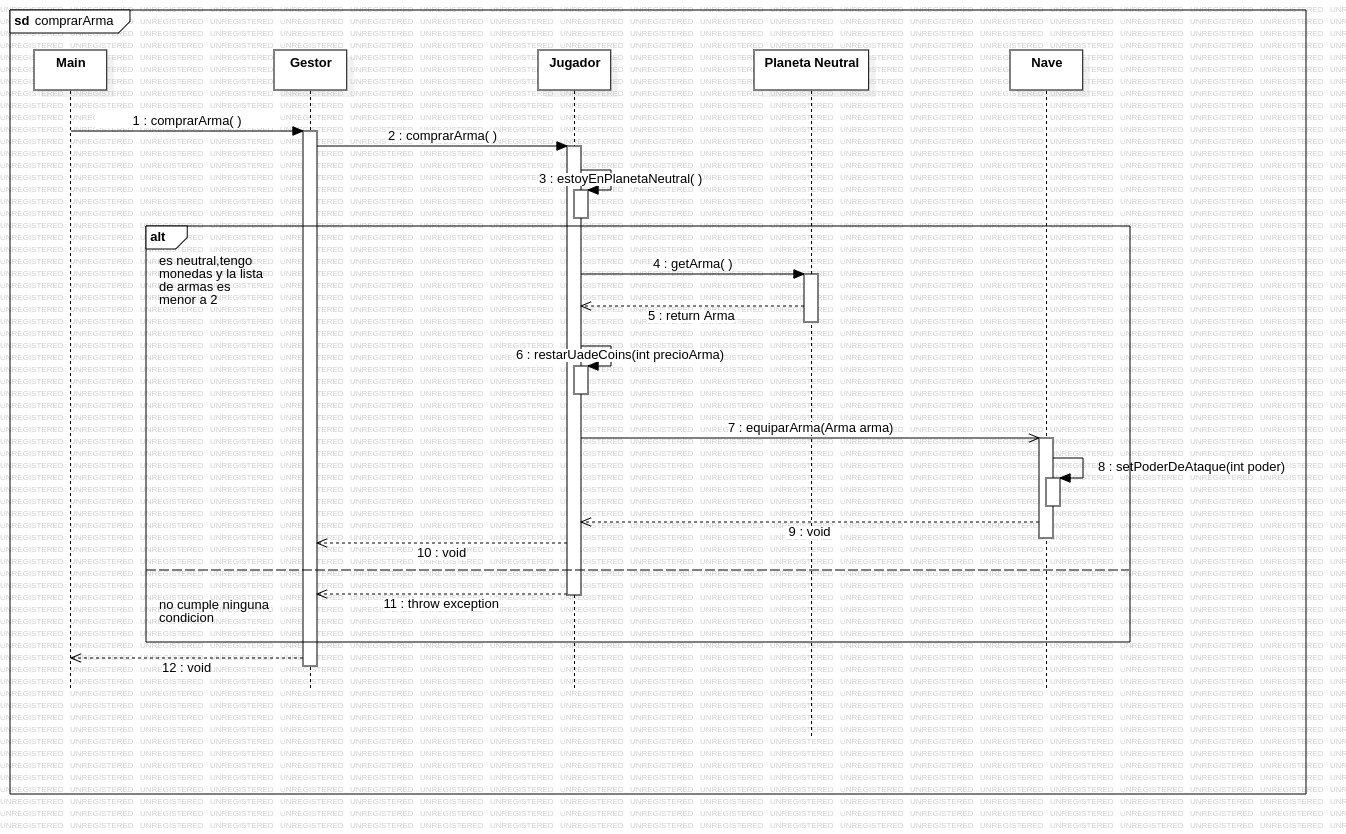 sd comprarArma
Main
Gestor
Jugador
Planeta Neutral
Nave
1 : comprarArma( )
2 : comprarArma( )
3 : estoyEnPlanetaNeutral( )
alt
es neutral,tengo
monedas y la lista
de armas es
menor a 2
4 : getArma( )
5 : return Arma
6 : restarUadeCoins(int precioArma)
7 : equiparArma(Arma arma)
8 : setPoderDeAtaque(int poder)
9 : void
10 : void
no cumple ninguna
condicion
11 : throw exception
12 : void
UNREGISTERED